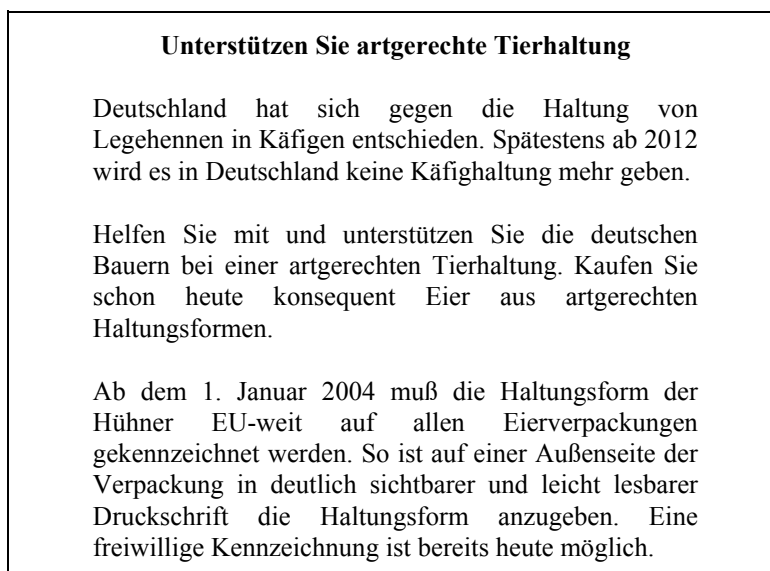 Unterstützen Sie artgerechte Tierhaltung
Deutschland hat sich gegen die Haltung von
Legehennen in Käfigen entschieden. Spätestens ab 2012
wird es in Deutschland keine Käfighaltung mehr geben.
Helfen Sie mit und unterstützen Sie die deutschen
Bauern bei einer artgerechten Tierhaltung. Kaufen Sie
schon heute konsequent Eier aus artgerechten
Haltungsformen.
Ab dem 1. Januar 2004 muß die Haltungsform der
Hühner EU-weit auf allen Eierverpackungen
gekennzeichnet werden. So ist auf einer Außenseite der
Verpackung in deutlich sichtbarer und leicht lesbarer
Druckschrift die Haltungsform anzugeben. Eine
freiwillige Kennzeichnung ist bereits heute möglich.